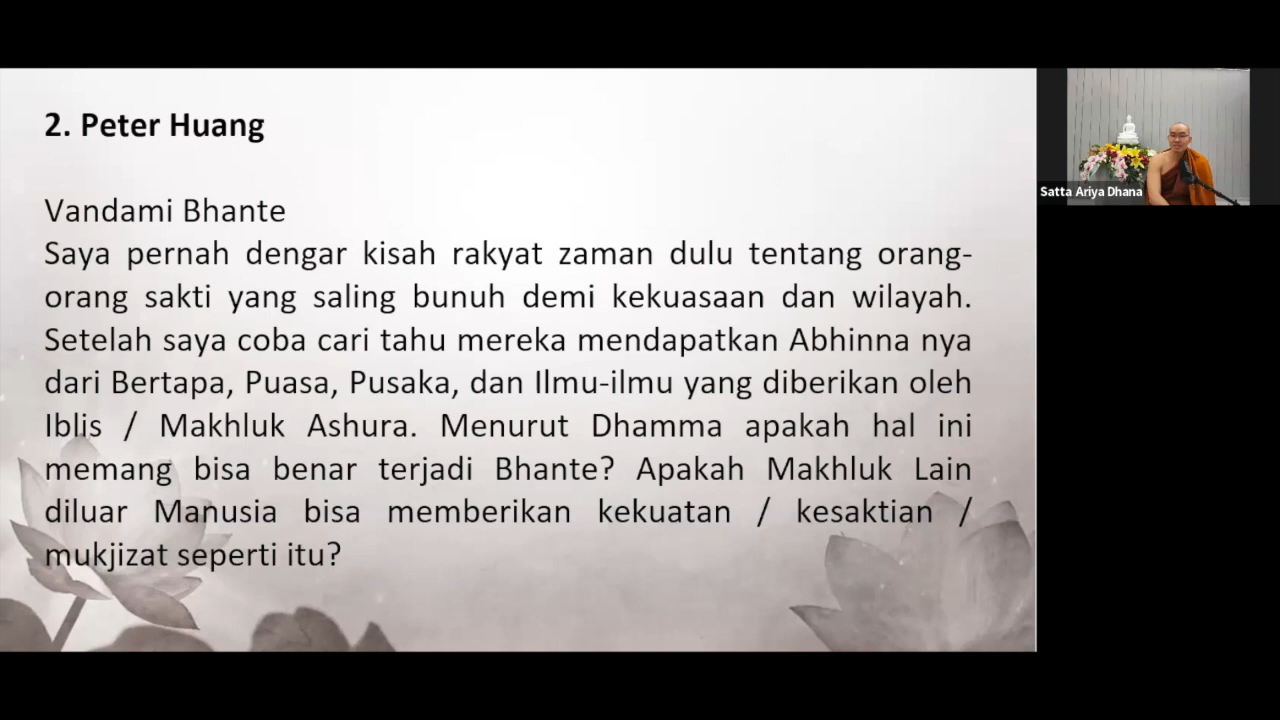 2. Peter Huang
Vandami Bhante
Saya pernah dengar kisah rakyat zaman dulu tentang orang-
orang sakti yang saling bunuh demi kekuasaan dan wilayah.
Setelah saya coba cari tahu mereka mendapatkan Abhinna nya
dari Bertapa, Puasa, Pusaka, dan Ilmu-ilmu yang diberikan oleh
Iblis / Makhluk Ashura. Menurut Dhamma apakah hal ini
memang bisa benar terjadi Bhante? Apakah Makhluk Lain
diluar Manusia bisa memberikan kekuatan / kesaktian /
mukjizat seperti itu?
Satta Ariya Dhana